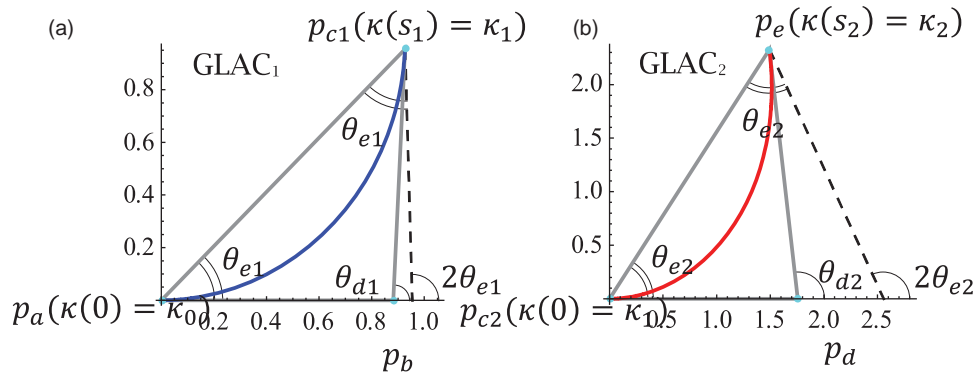 (a)
p_{c1}(κ(s_1) = κ_1)
GLAC_1
0.8
0.6
0.4
0.2
θ_{e1}
θ_{e1}
θ_{d1}
2θ_{e1}
p_a(κ(0) = κ_0)
0.2
0.4
0.6
0.8
1.0
p_b
(b)
p_e(κ(s_2) = κ_2)
GLAC_2
2.0
1.5
1.0
0.5
θ_{e2}
θ_{e2}
θ_{d2}
2θ_{e2}
p_{c2}(κ(0) = κ_1)
0.5
1.0
1.5
2.0
2.5
p_d